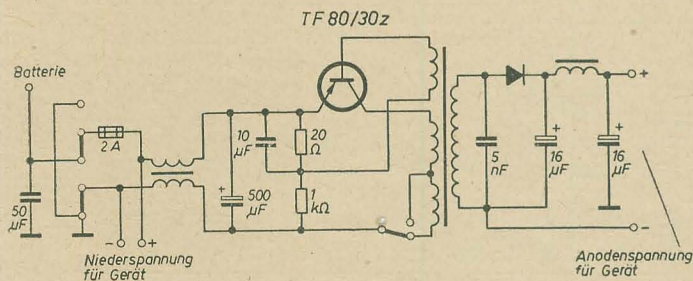 TF 80/30z
Batterie
2 A
50
µF
10
µF
20
Ω
+
500
µF
1
kΩ
5
nF
+
16
µF
+
16
µF
+
-
- +
Niederspannung
für Gerät
Anodenspannung
für Gerät